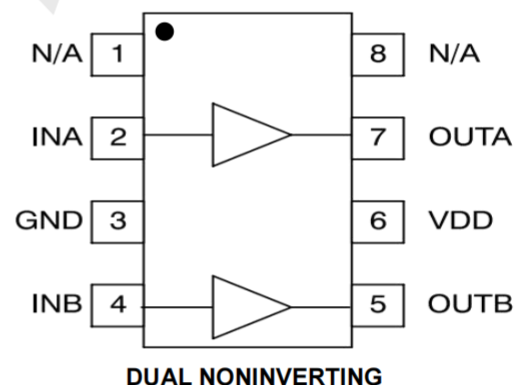 N/A 1 8 N/A
INA 2 7 OUTA
GND 3 6 VDD
INB 4 5 OUTB
DUAL NONINVERTING